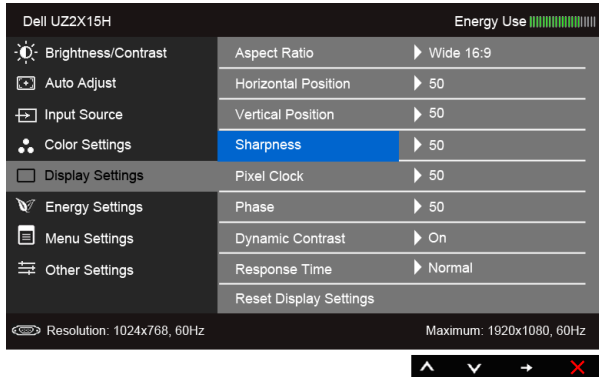 Dell UZ2X15H Energy Use
Brightness/Contrast Aspect Ratio Wide 16:9
Auto Adjust Horizontal Position 50
Input Source Vertical Position 50
Color Settings Sharpness 50
Display Settings Pixel Clock 50
Energy Settings Phase 50
Menu Settings Dynamic Contrast On
Other Settings Response Time Normal
Reset Display Settings
Resolution: 1024x768, 60Hz Maximum: 1920x1080, 60Hz